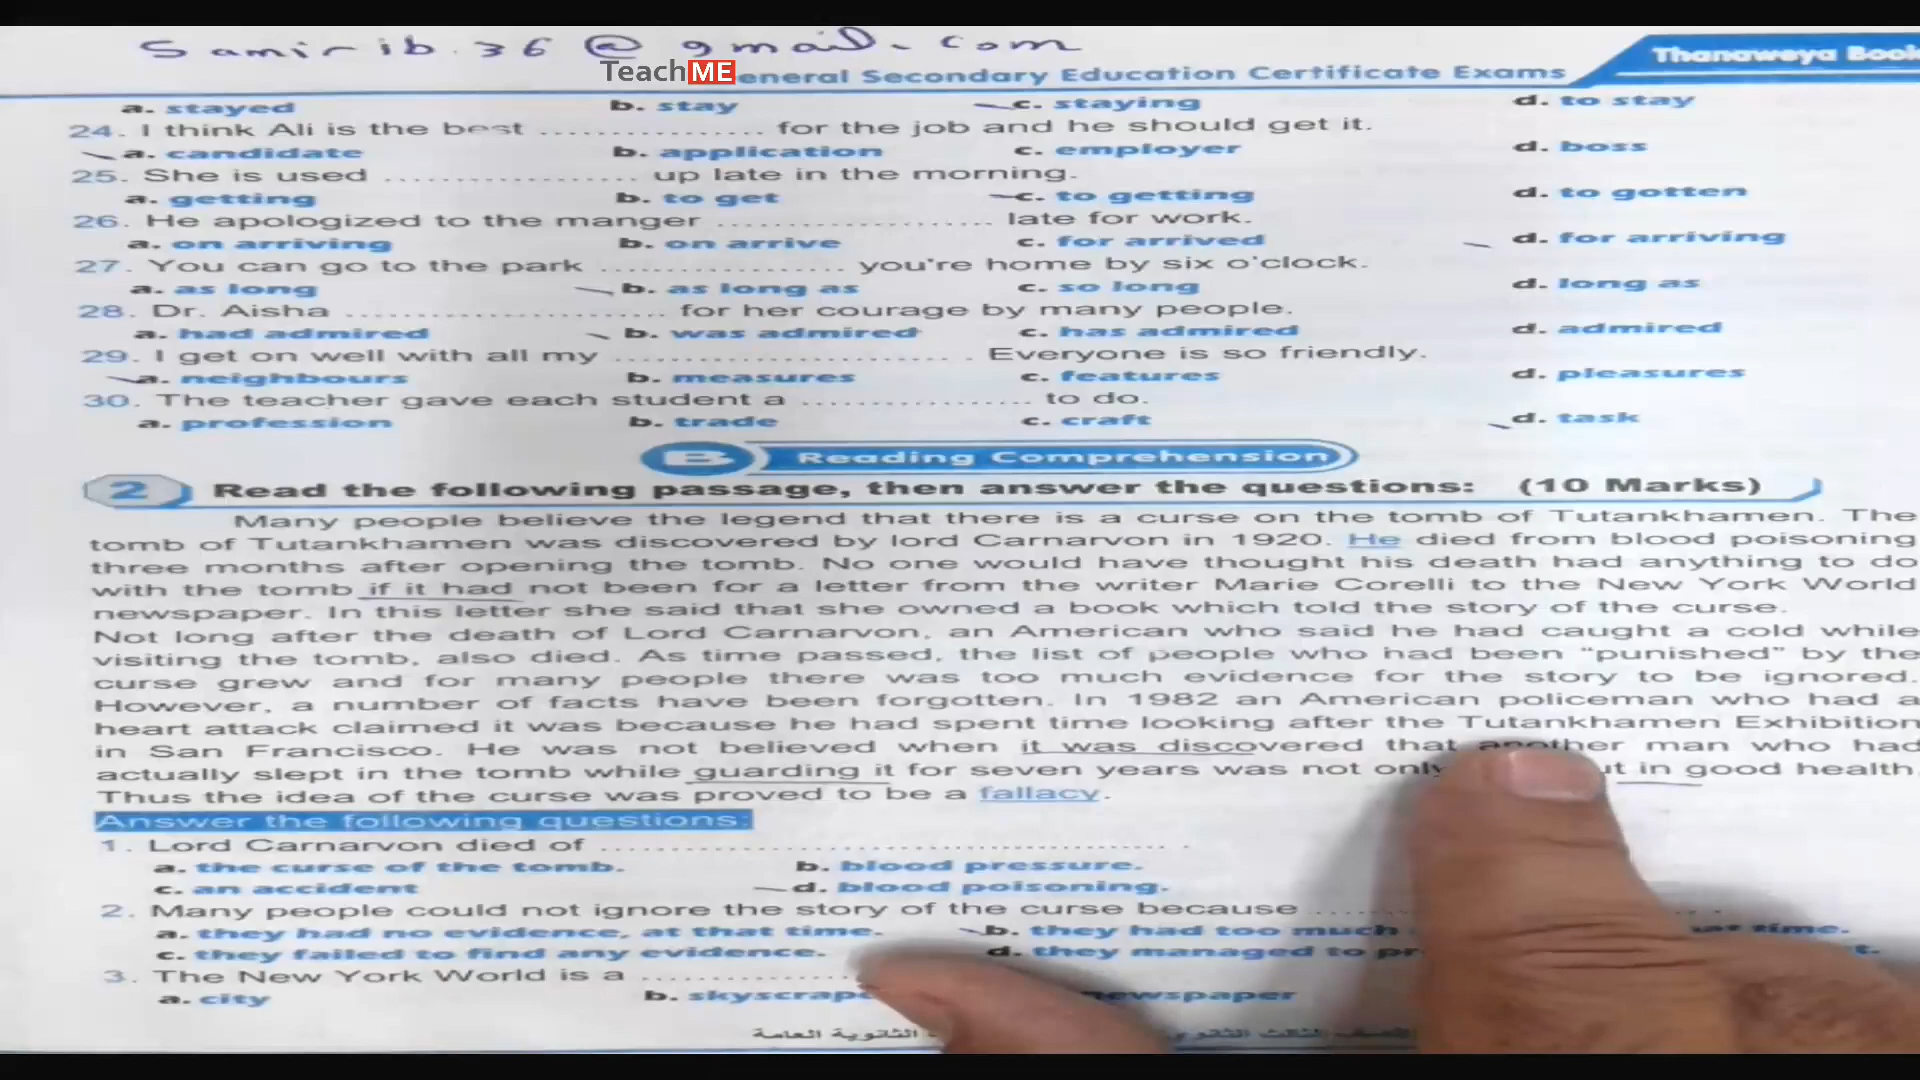 Samir ib.36@gmail.com
TeachME
eneral Secondary Education Certificate Exams
Thanaweya Book
a. stayed b. stay c. staying d. to stay
24. I think Ali is the best ................ for the job and he should get it.
a. candidate b. application c. employer d. boss
25. She is used .................. up late in the morning.
a. getting b. to get c. to getting d. to gotten
26. He apologized to the manger .................... late for work.
a. on arriving b. on arrive c. for arrived d. for arriving
27. You can go to the park .................. you're home by six o'clock.
a. as long b. as long as c. so long d. long as
28. Dr. Aisha ....................... for her courage by many people.
a. had admired b. was admired c. has admired d. admired
29. I get on well with all my .......................... Everyone is so friendly.
a. neighbours b. measures c. features d. pleasures
30. The teacher gave each student a ................. to do.
a. profession b. trade c. craft d. task
B Reading Comprehension
2 Read the following passage, then answer the questions: (10 Marks)
Many people believe the legend that there is a curse on the tomb of Tutankhamen. The
tomb of Tutankhamen was discovered by lord Carnarvon in 1920. He died from blood poisoning
three months after opening the tomb. No one would have thought his death had anything to do
with the tomb if it had not been for a letter from the writer Marie Corelli to the New York World
newspaper. In this letter she said that she owned a book which told the story of the curse.
Not long after the death of Lord Carnarvon, an American who said he had caught a cold while
visiting the tomb, also died. As time passed, the list of people who had been "punished" by the
curse grew and for many people there was too much evidence for the story to be ignored.
However, a number of facts have been forgotten. In 1982 an American policeman who had a
heart attack claimed it was because he had spent time looking after the Tutankhamen Exhibition
in San Francisco. He was not believed when it was discovered that another man who had
actually slept in the tomb while guarding it for seven years was not only ut in good health.
Thus the idea of the curse was proved to be a fallacy.
Answer the following questions:
1. Lord Carnarvon died of ........................................
a. the curse of the tomb. b. blood pressure.
c. an accident d. blood poisoning.
2. Many people could not ignore the story of the curse because ....
a. they had no evidence, at that time. b. they had too much time.
c. they failed to find any evidence. d. they managed to pr t.
3. The New York World is a ................
a. city b. skyscrape newspaper
الثانوية العامة